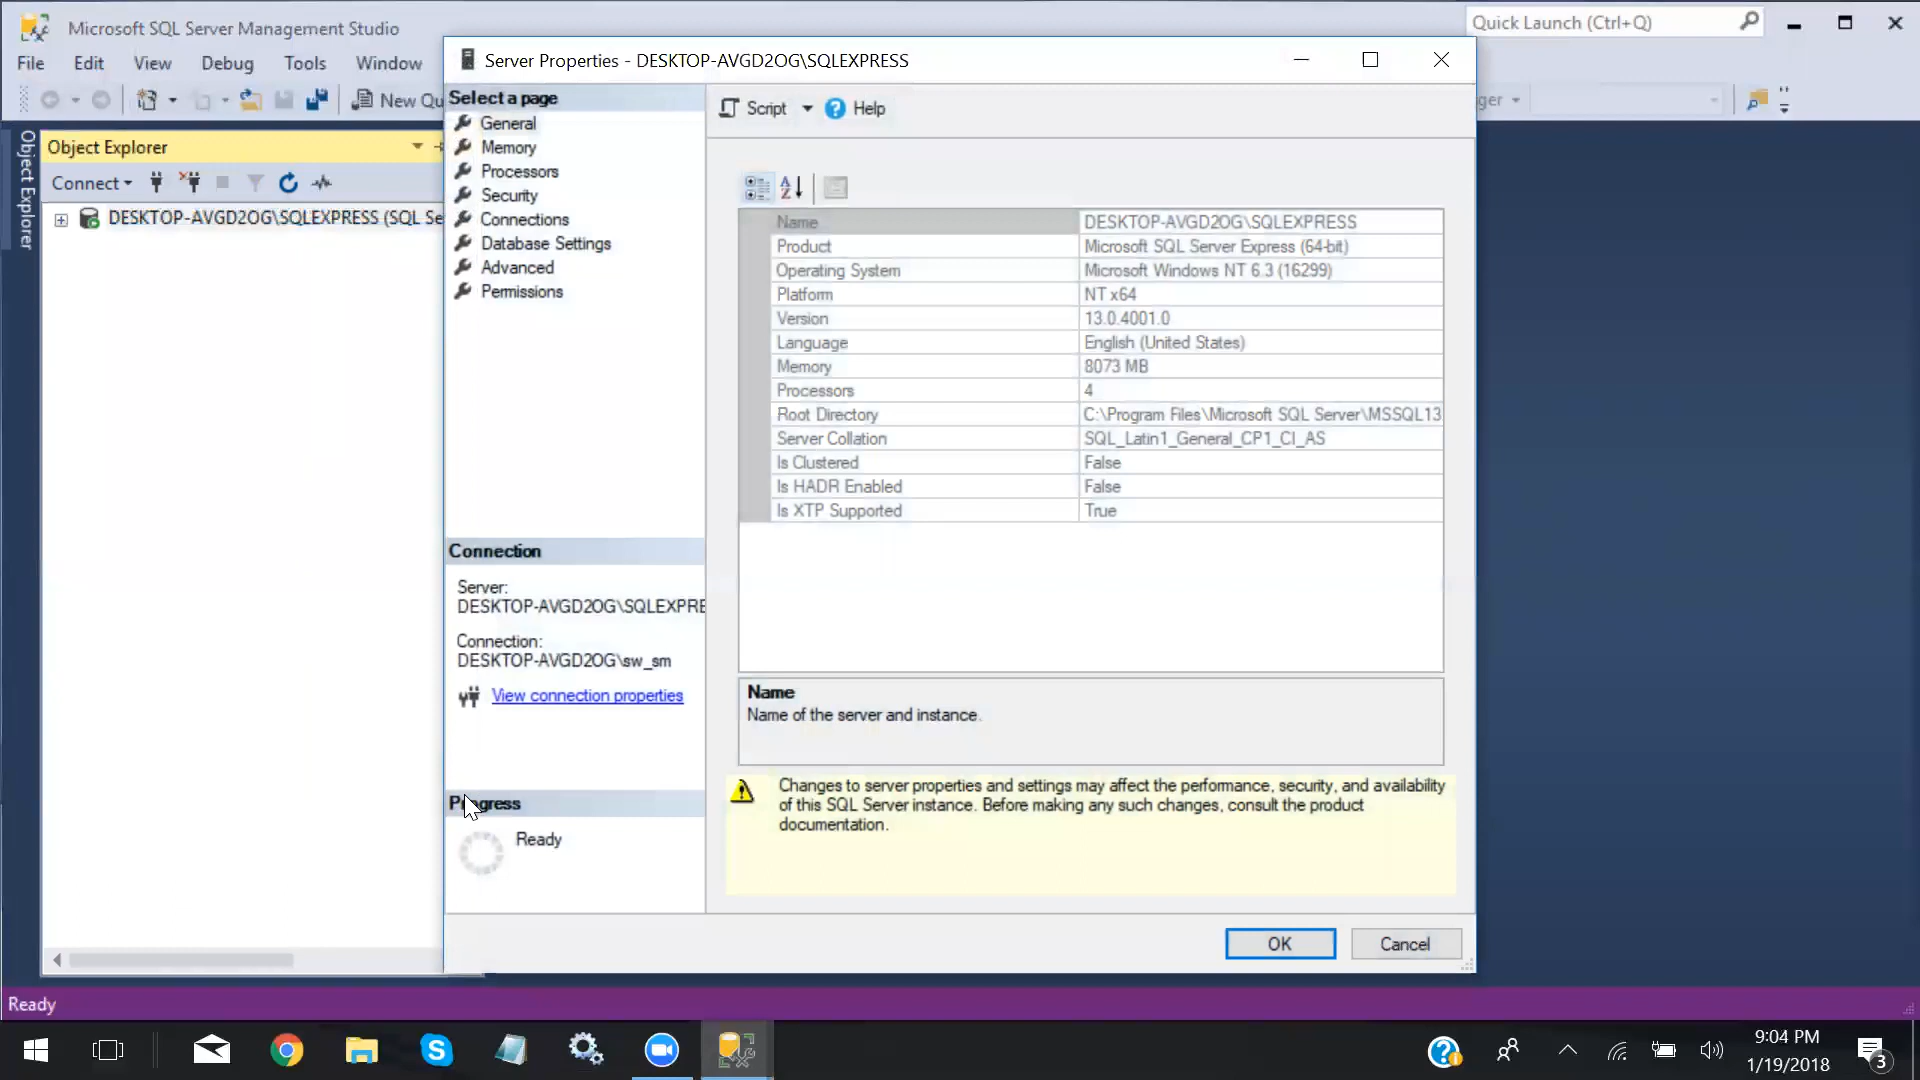 Microsoft SQL Server Management Studio
Quick Launch (Ctrl+Q)
File Edit View Debug Tools Window
New Qu
ger
Object Explorer
Object Explorer
Connect
DESKTOP-AVGD2OG\SQLEXPRESS (SQL Se
Server Properties - DESKTOP-AVGD2OG\SQLEXPRESS
Select a page
General
Memory
Processors
Security
Connections
Database Settings
Advanced
Permissions
Script Help
Name DESKTOP-AVGD2OG\SQLEXPRESS
Product Microsoft SQL Server Express (64-bit)
Operating System Microsoft Windows NT 6.3 (16299)
Platform NT x64
Version 13.0.4001.0
Language English (United States)
Memory 8073 MB
Processors 4
Root Directory C:\Program Files\Microsoft SQL Server\MSSQL13
Server Collation SQL_Latin1_General_CP1_CI_AS
Is Clustered False
Is HADR Enabled False
Is XTP Supported True
Connection
Server:
DESKTOP-AVGD2OG\SQLEXPRE
Connection:
DESKTOP-AVGD2OG\sw_sm
View connection properties
Progress
Ready
Name
Name of the server and instance.
Changes to server properties and settings may affect the performance, security, and availability
of this SQL Server instance. Before making any such changes, consult the product
documentation.
OK Cancel
Ready
9:04 PM
1/19/2018
3